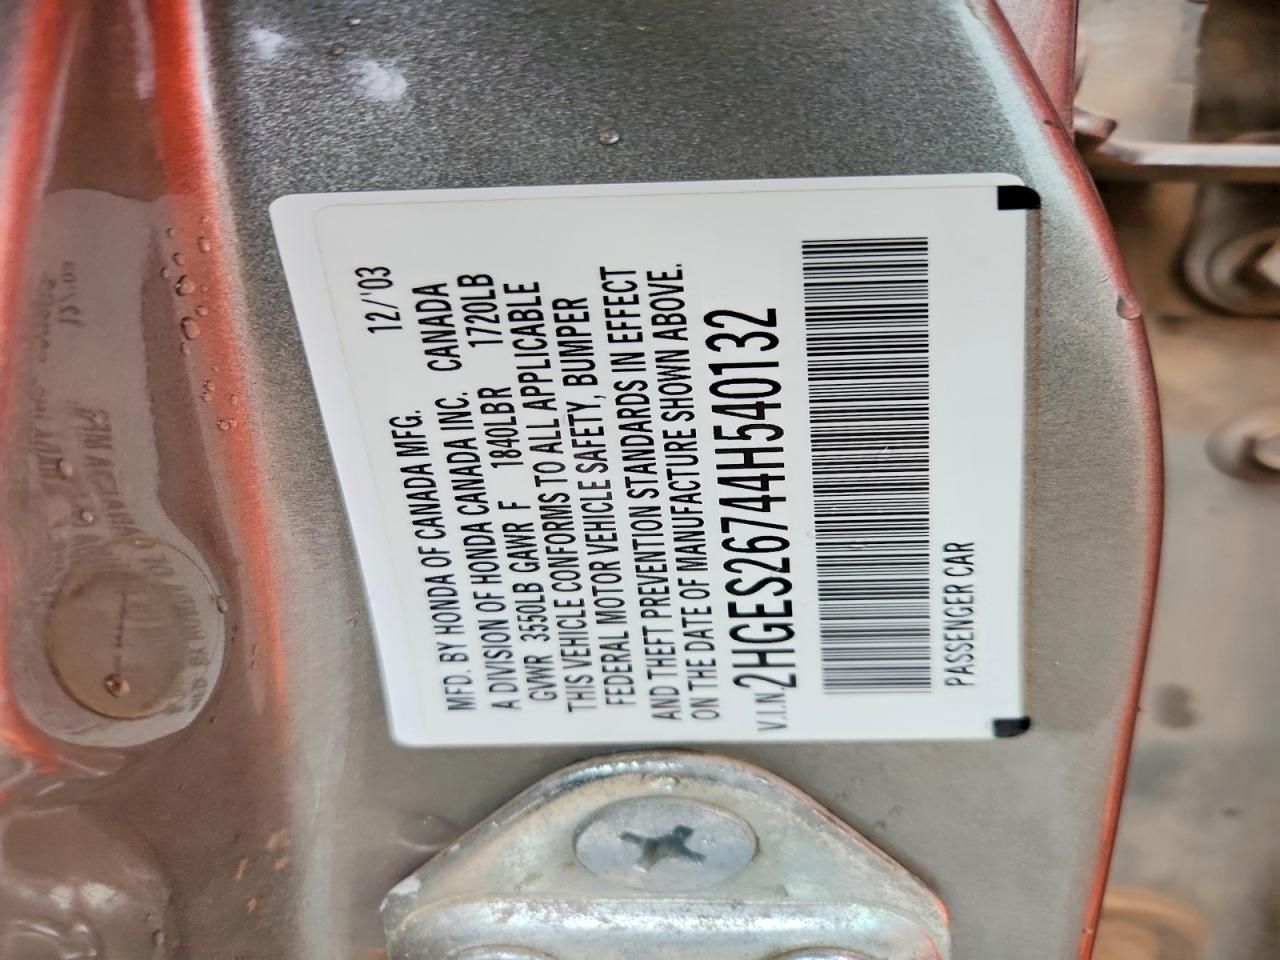 12/'03
MFD. BY HONDA OF CANADA MFG.
A DIVISION OF HONDA CANADA INC. CANADA
GVWR 3550LB GAWR F 1840LBR 1720LB
THIS VEHICLE CONFORMS TO ALL APPLICABLE
FEDERAL MOTOR VEHICLE SAFETY, BUMPER
AND THEFT PREVENTION STANDARDS IN EFFECT
ON THE DATE OF MANUFACTURE SHOWN ABOVE.
V.I.N. 2HGES26744H540132
PASSENGER CAR